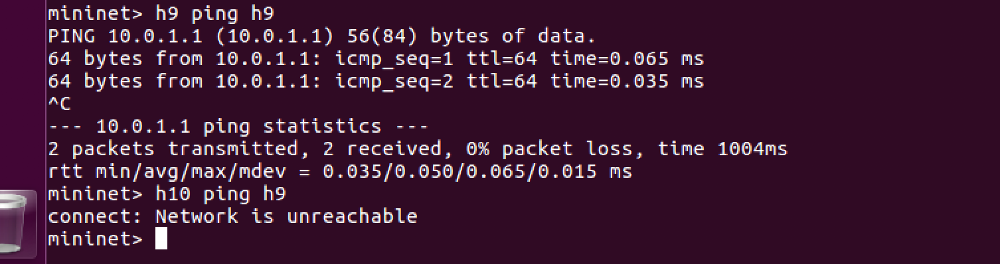 mininet> h9 ping h9
PING 10.0.1.1 (10.0.1.1) 56(84) bytes of data.
64 bytes from 10.0.1.1: icmp_seq=1 ttl=64 time=0.065 ms
64 bytes from 10.0.1.1: icmp_seq=2 ttl=64 time=0.035 ms
^C
--- 10.0.1.1 ping statistics ---
2 packets transmitted, 2 received, 0% packet loss, time 1004ms
rtt min/avg/max/mdev = 0.035/0.050/0.065/0.015 ms
mininet> h10 ping h9
connect: Network is unreachable
mininet>